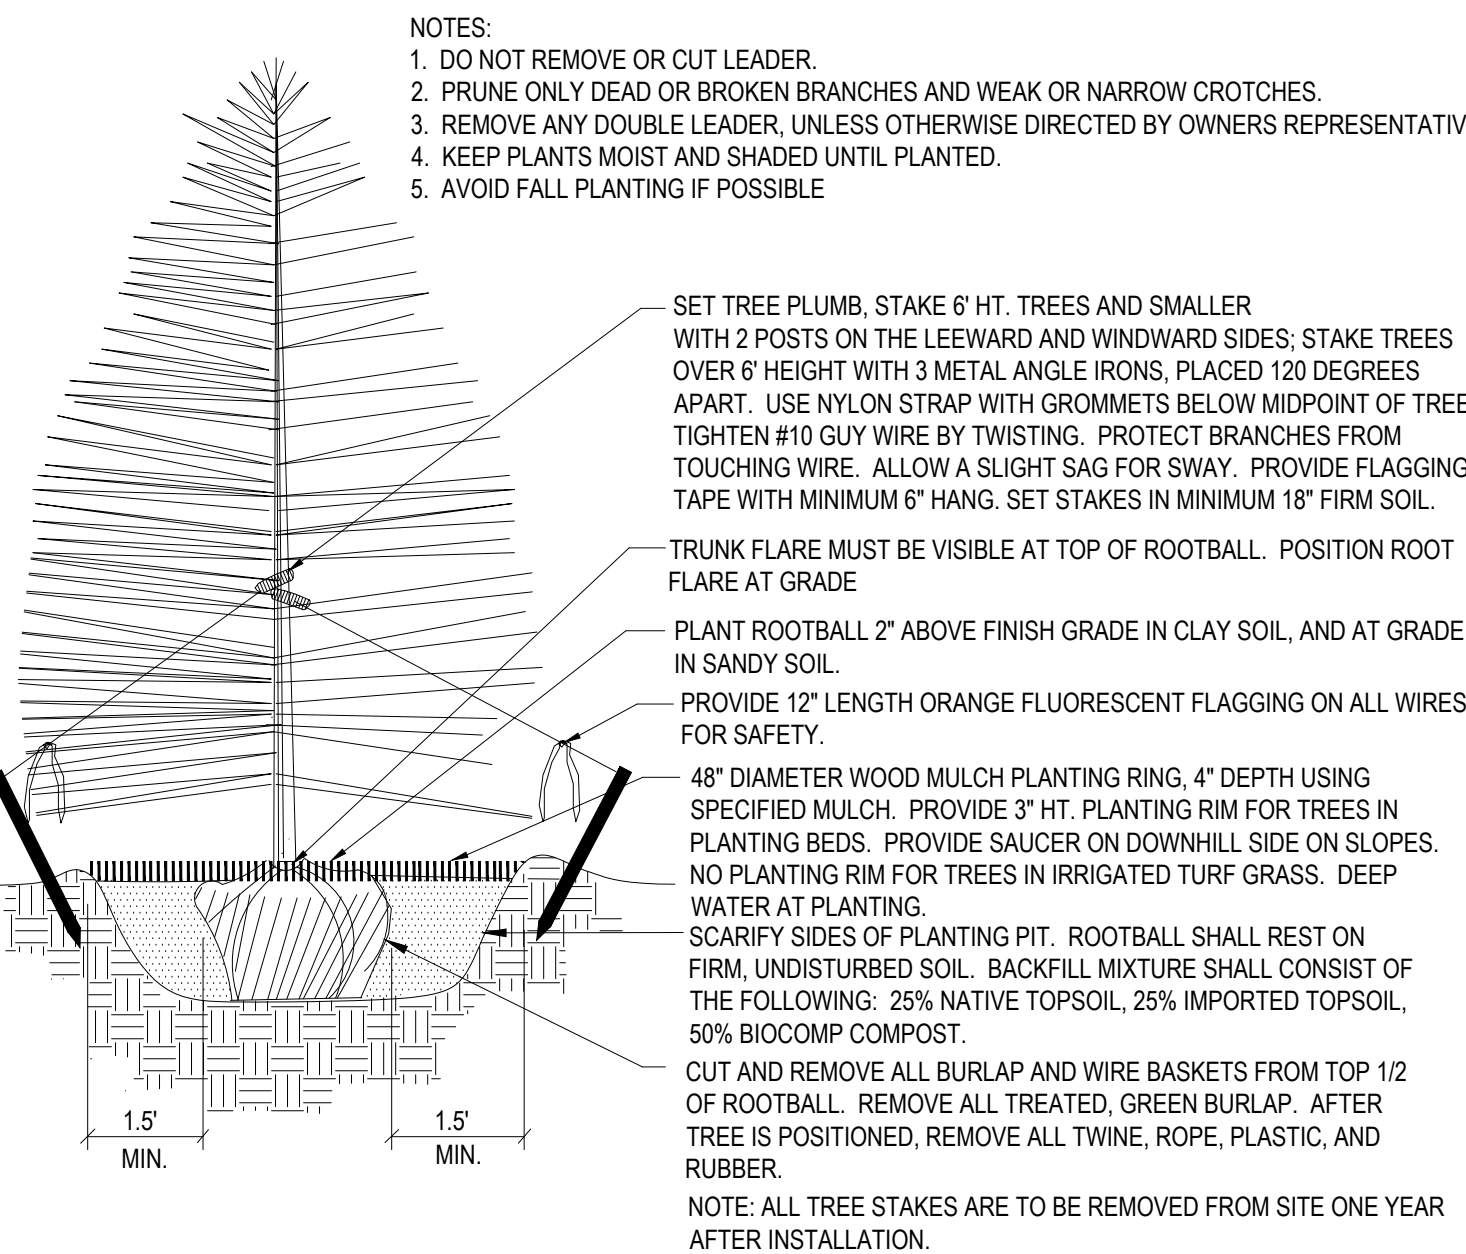 NOTES:
1. DO NOT REMOVE OR CUT LEADER.
2. PRUNE ONLY DEAD OR BROKEN BRANCHES AND WEAK OR NARROW CROTCHES.
3. REMOVE ANY DOUBLE LEADER, UNLESS OTHERWISE DIRECTED BY OWNERS REPRESENTATIV
4. KEEP PLANTS MOIST AND SHADED UNTIL PLANTED.
5. AVOID FALL PLANTING IF POSSIBLE
SET TREE PLUMB, STAKE 6' HT. TREES AND SMALLER
WITH 2 POSTS ON THE LEEWARD AND WINDWARD SIDES; STAKE TREES
OVER 6' HEIGHT WITH 3 METAL ANGLE IRONS, PLACED 120 DEGREES
APART. USE NYLON STRAP WITH GROMMETS BELOW MIDPOINT OF TREE
TIGHTEN #10 GUY WIRE BY TWISTING. PROTECT BRANCHES FROM
TOUCHING WIRE. ALLOW A SLIGHT SAG FOR SWAY. PROVIDE FLAGGING
TAPE WITH MINIMUM 6" HANG. SET STAKES IN MINIMUM 18" FIRM SOIL.
TRUNK FLARE MUST BE VISIBLE AT TOP OF ROOTBALL. POSITION ROOT
FLARE AT GRADE
PLANT ROOTBALL 2" ABOVE FINISH GRADE IN CLAY SOIL, AND AT GRADE
IN SANDY SOIL.
PROVIDE 12" LENGTH ORANGE FLUORESCENT FLAGGING ON ALL WIRES
FOR SAFETY.
48" DIAMETER WOOD MULCH PLANTING RING, 4" DEPTH USING
SPECIFIED MULCH. PROVIDE 3" HT. PLANTING RIM FOR TREES IN
PLANTING BEDS. PROVIDE SAUCER ON DOWNHILL SIDE ON SLOPES.
NO PLANTING RIM FOR TREES IN IRRIGATED TURF GRASS. DEEP
WATER AT PLANTING.
SCARIFY SIDES OF PLANTING PIT. ROOTBALL SHALL REST ON
FIRM, UNDISTURBED SOIL. BACKFILL MIXTURE SHALL CONSIST OF
THE FOLLOWING: 25% NATIVE TOPSOIL, 25% IMPORTED TOPSOIL,
50% BIOCOMP COMPOST.
CUT AND REMOVE ALL BURLAP AND WIRE BASKETS FROM TOP 1/2
OF ROOTBALL. REMOVE ALL TREATED, GREEN BURLAP. AFTER
TREE IS POSITIONED, REMOVE ALL TWINE, ROPE, PLASTIC, AND
RUBBER.
1.5'
MIN.
1.5'
MIN.
NOTE: ALL TREE STAKES ARE TO BE REMOVED FROM SITE ONE YEAR
AFTER INSTALLATION.